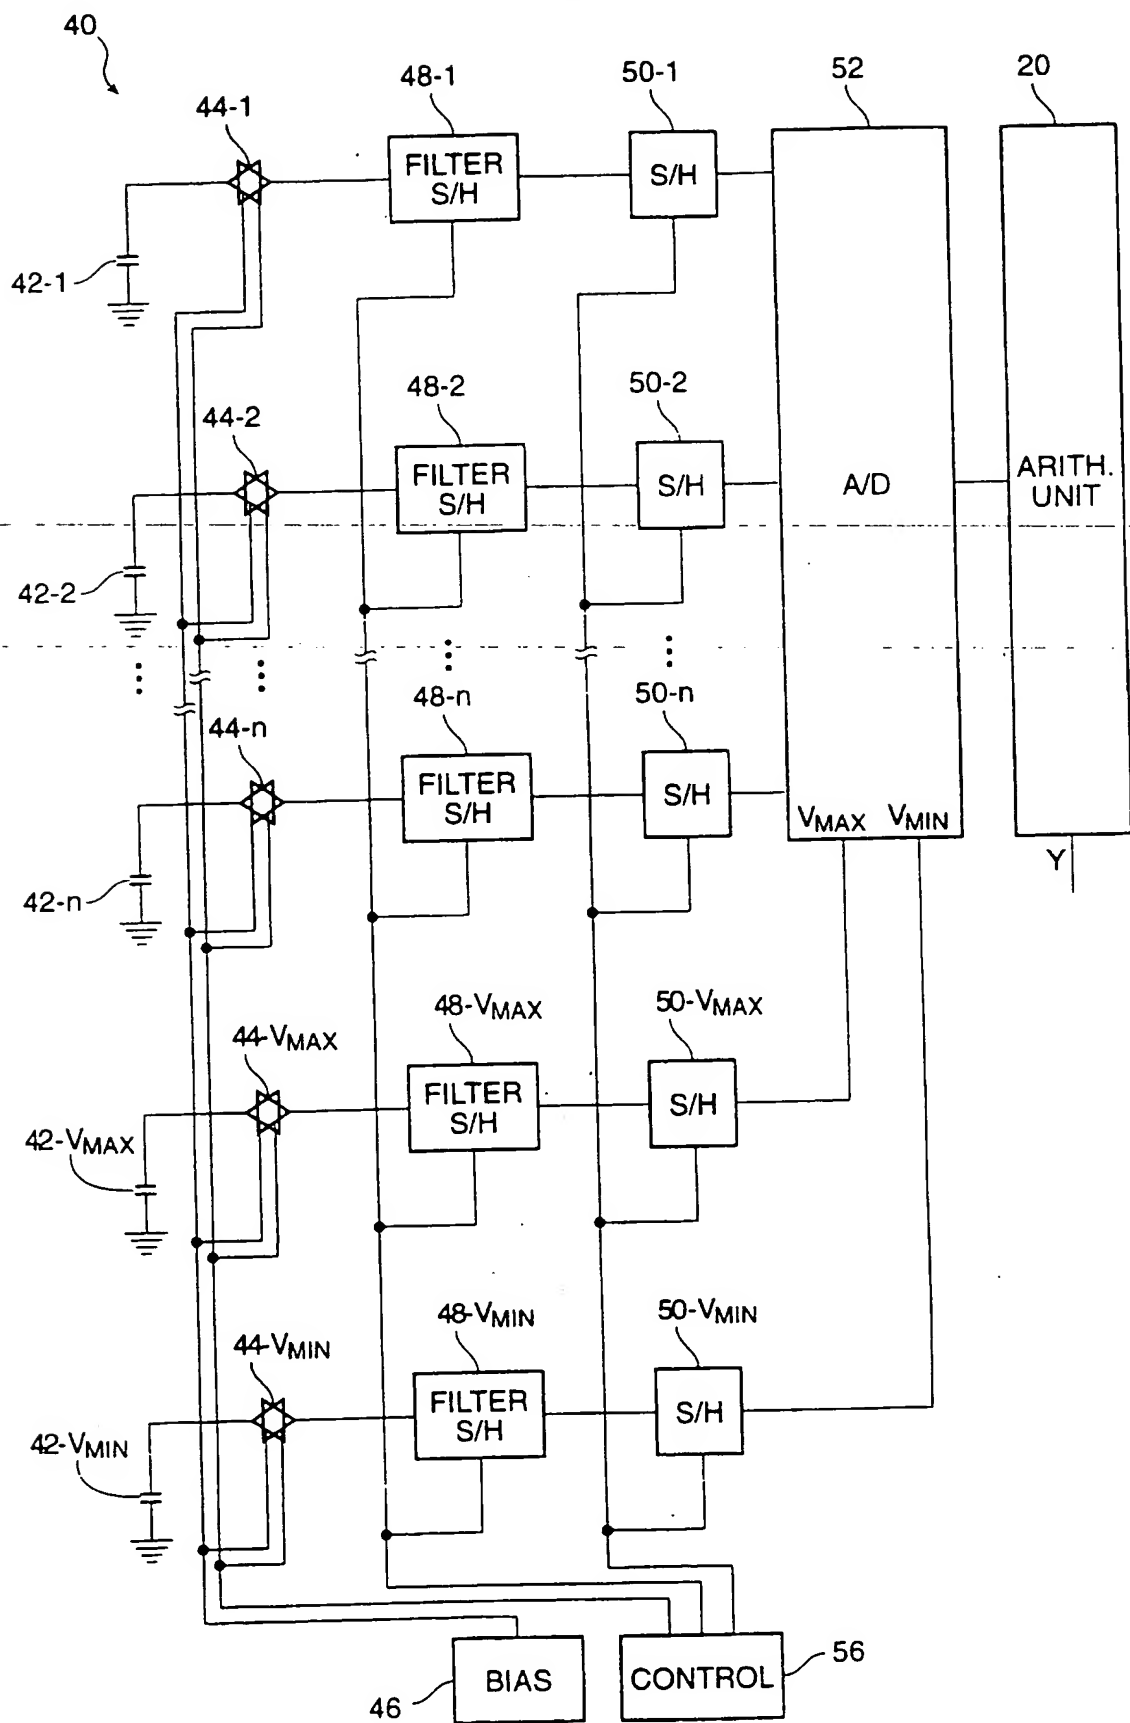 40
44-1
48-1
50-1
52
20
FILTER
S/H
S/H
42-1
44-2
48-2
50-2
FILTER
S/H
S/H
A/D
ARITH.
UNIT
42-2
44-n
48-n
50-n
FILTER
S/H
S/H
VMAX VMIN
Y
42-n
44-VMAX
48-VMAX
50-VMAX
FILTER
S/H
S/H
42-VMAX
44-VMIN
48-VMIN
50-VMIN
FILTER
S/H
S/H
42-VMIN
46
BIAS
CONTROL
56